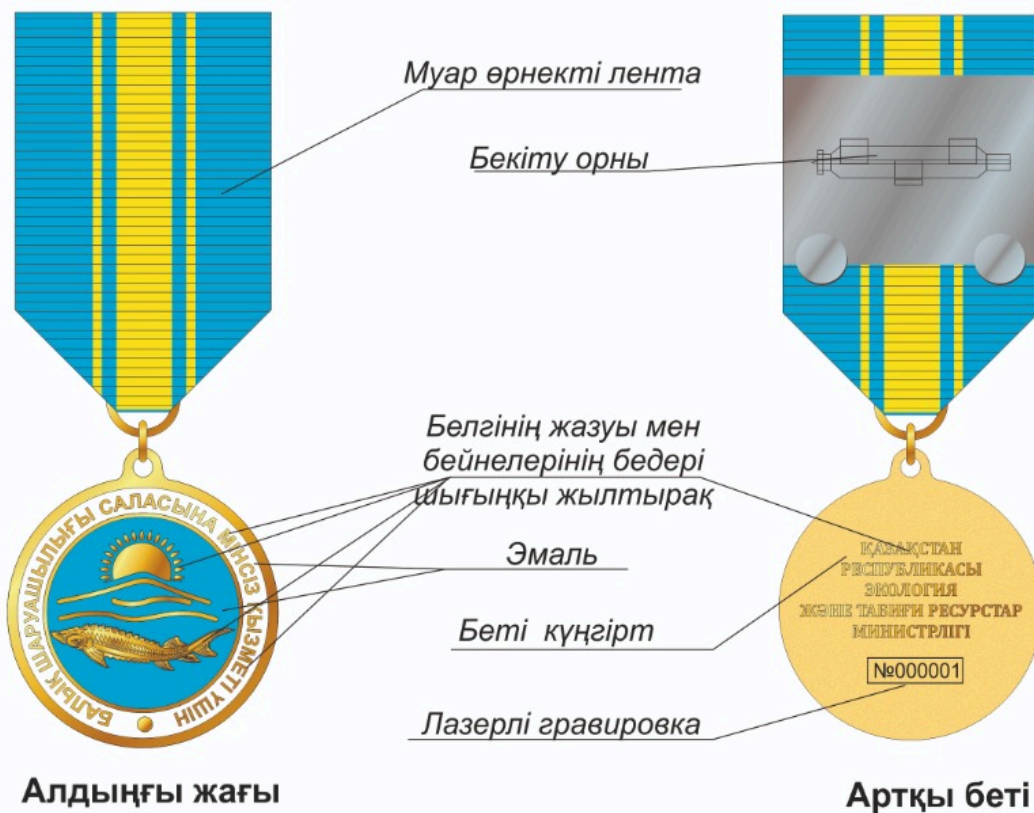 Муар өрнекті лента
Бекіту орны
Белгінің жазуы мен
бейнелерінің бедері
шығыңқы жылтырақ
Эмаль
Беті күңгірт
Лазерлі гравировка
БАЛЫҚ ШАРУАШЫЛЫҒЫ САЛАСЫНА МІНСІЗ ҚЫЗМЕТІ ҮШІН
ҚАЗАҚСТАН
РЕСПУБЛИКАСЫ
ЭКОЛОГИЯ
ЖӘНЕ ТАБИҒИ РЕСУРСТАР
МИНИСТРЛІГІ
№000001
Алдыңғы жағы
Артқы беті